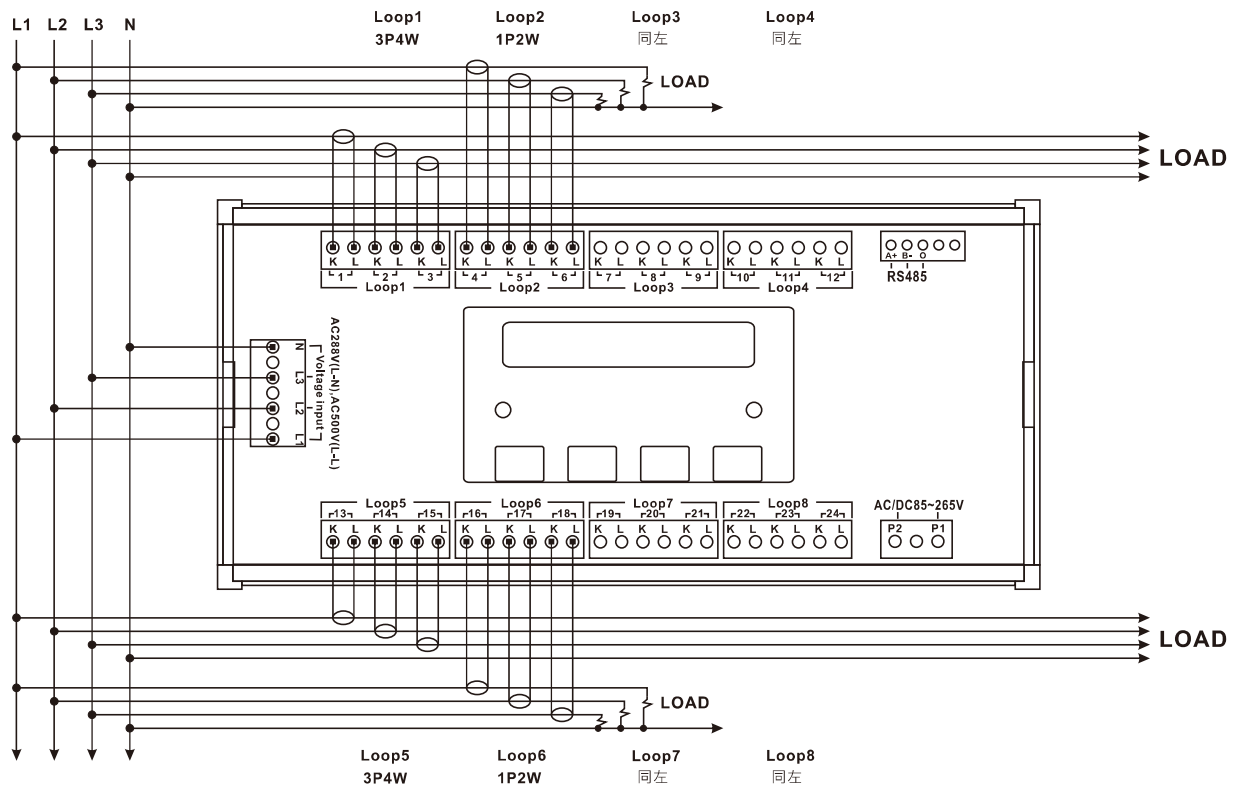 L1 L2 L3 N
Loop1 Loop2 Loop3 Loop4
3P4W 1P2W 同左 同左
LOAD
LOAD
K L K L K L K L K L K L K L K L K L K L K L K L
1 2 3 4 5 6 7 8 9 10 11 12
Loop1 Loop2 Loop3 Loop4
A+ B- O
RS485
N
L3
L2
L1
Voltage input
AC288V(L-N),AC500V(L-L)
Loop5 Loop6 Loop7 Loop8
13 14 15 16 17 18 19 20 21 22 23 24
K L K L K L K L K L K L K L K L K L K L K L K L
AC/DC85~265V
P2 P1
LOAD
LOAD
Loop5 Loop6 Loop7 Loop8
3P4W 1P2W 同左 同左